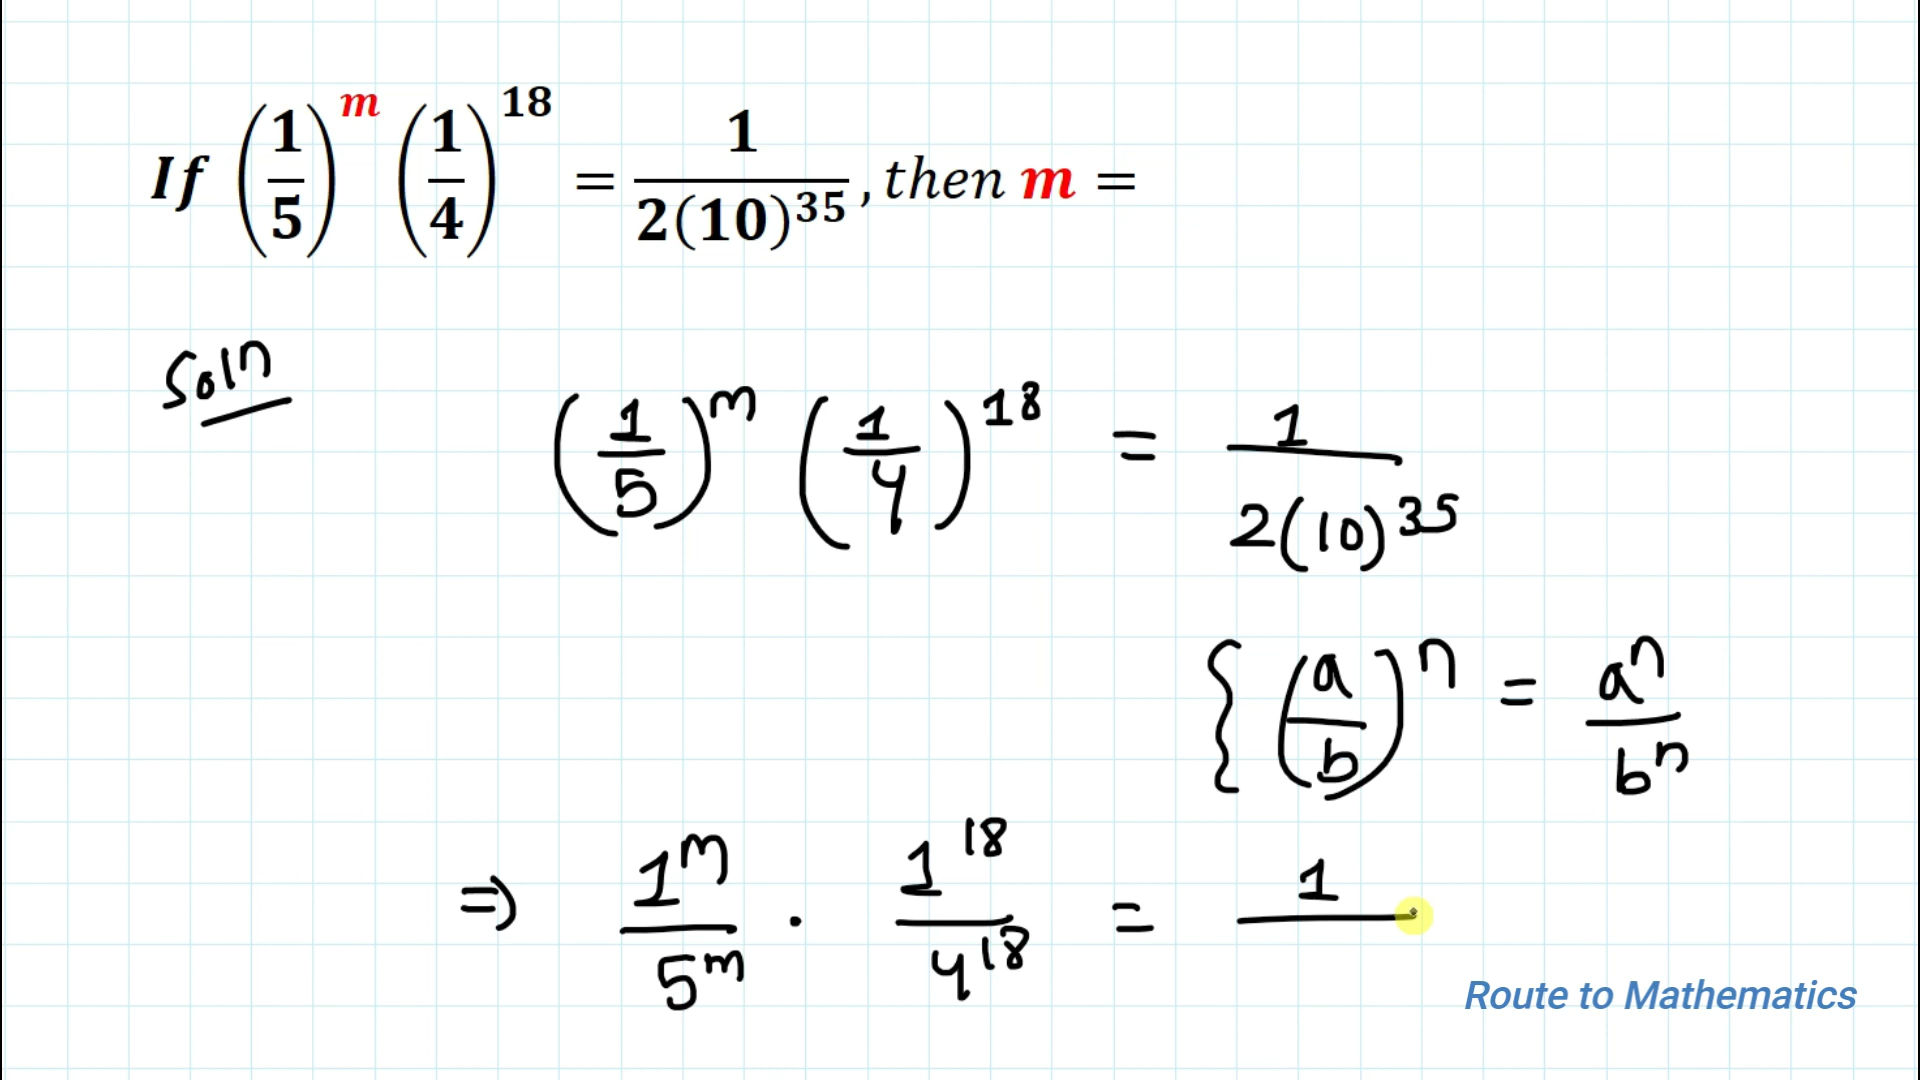 If (1/5)^m (1/4)^18 = 1/(2(10)^35), then m =
Soln
(1/5)^m (1/4)^18 = 1/(2(10)^35)
{ (a/b)^n = a^n/b^n
⇒ 1^m/5^m · 1^18/4^18 = 1/
Route to Mathematics